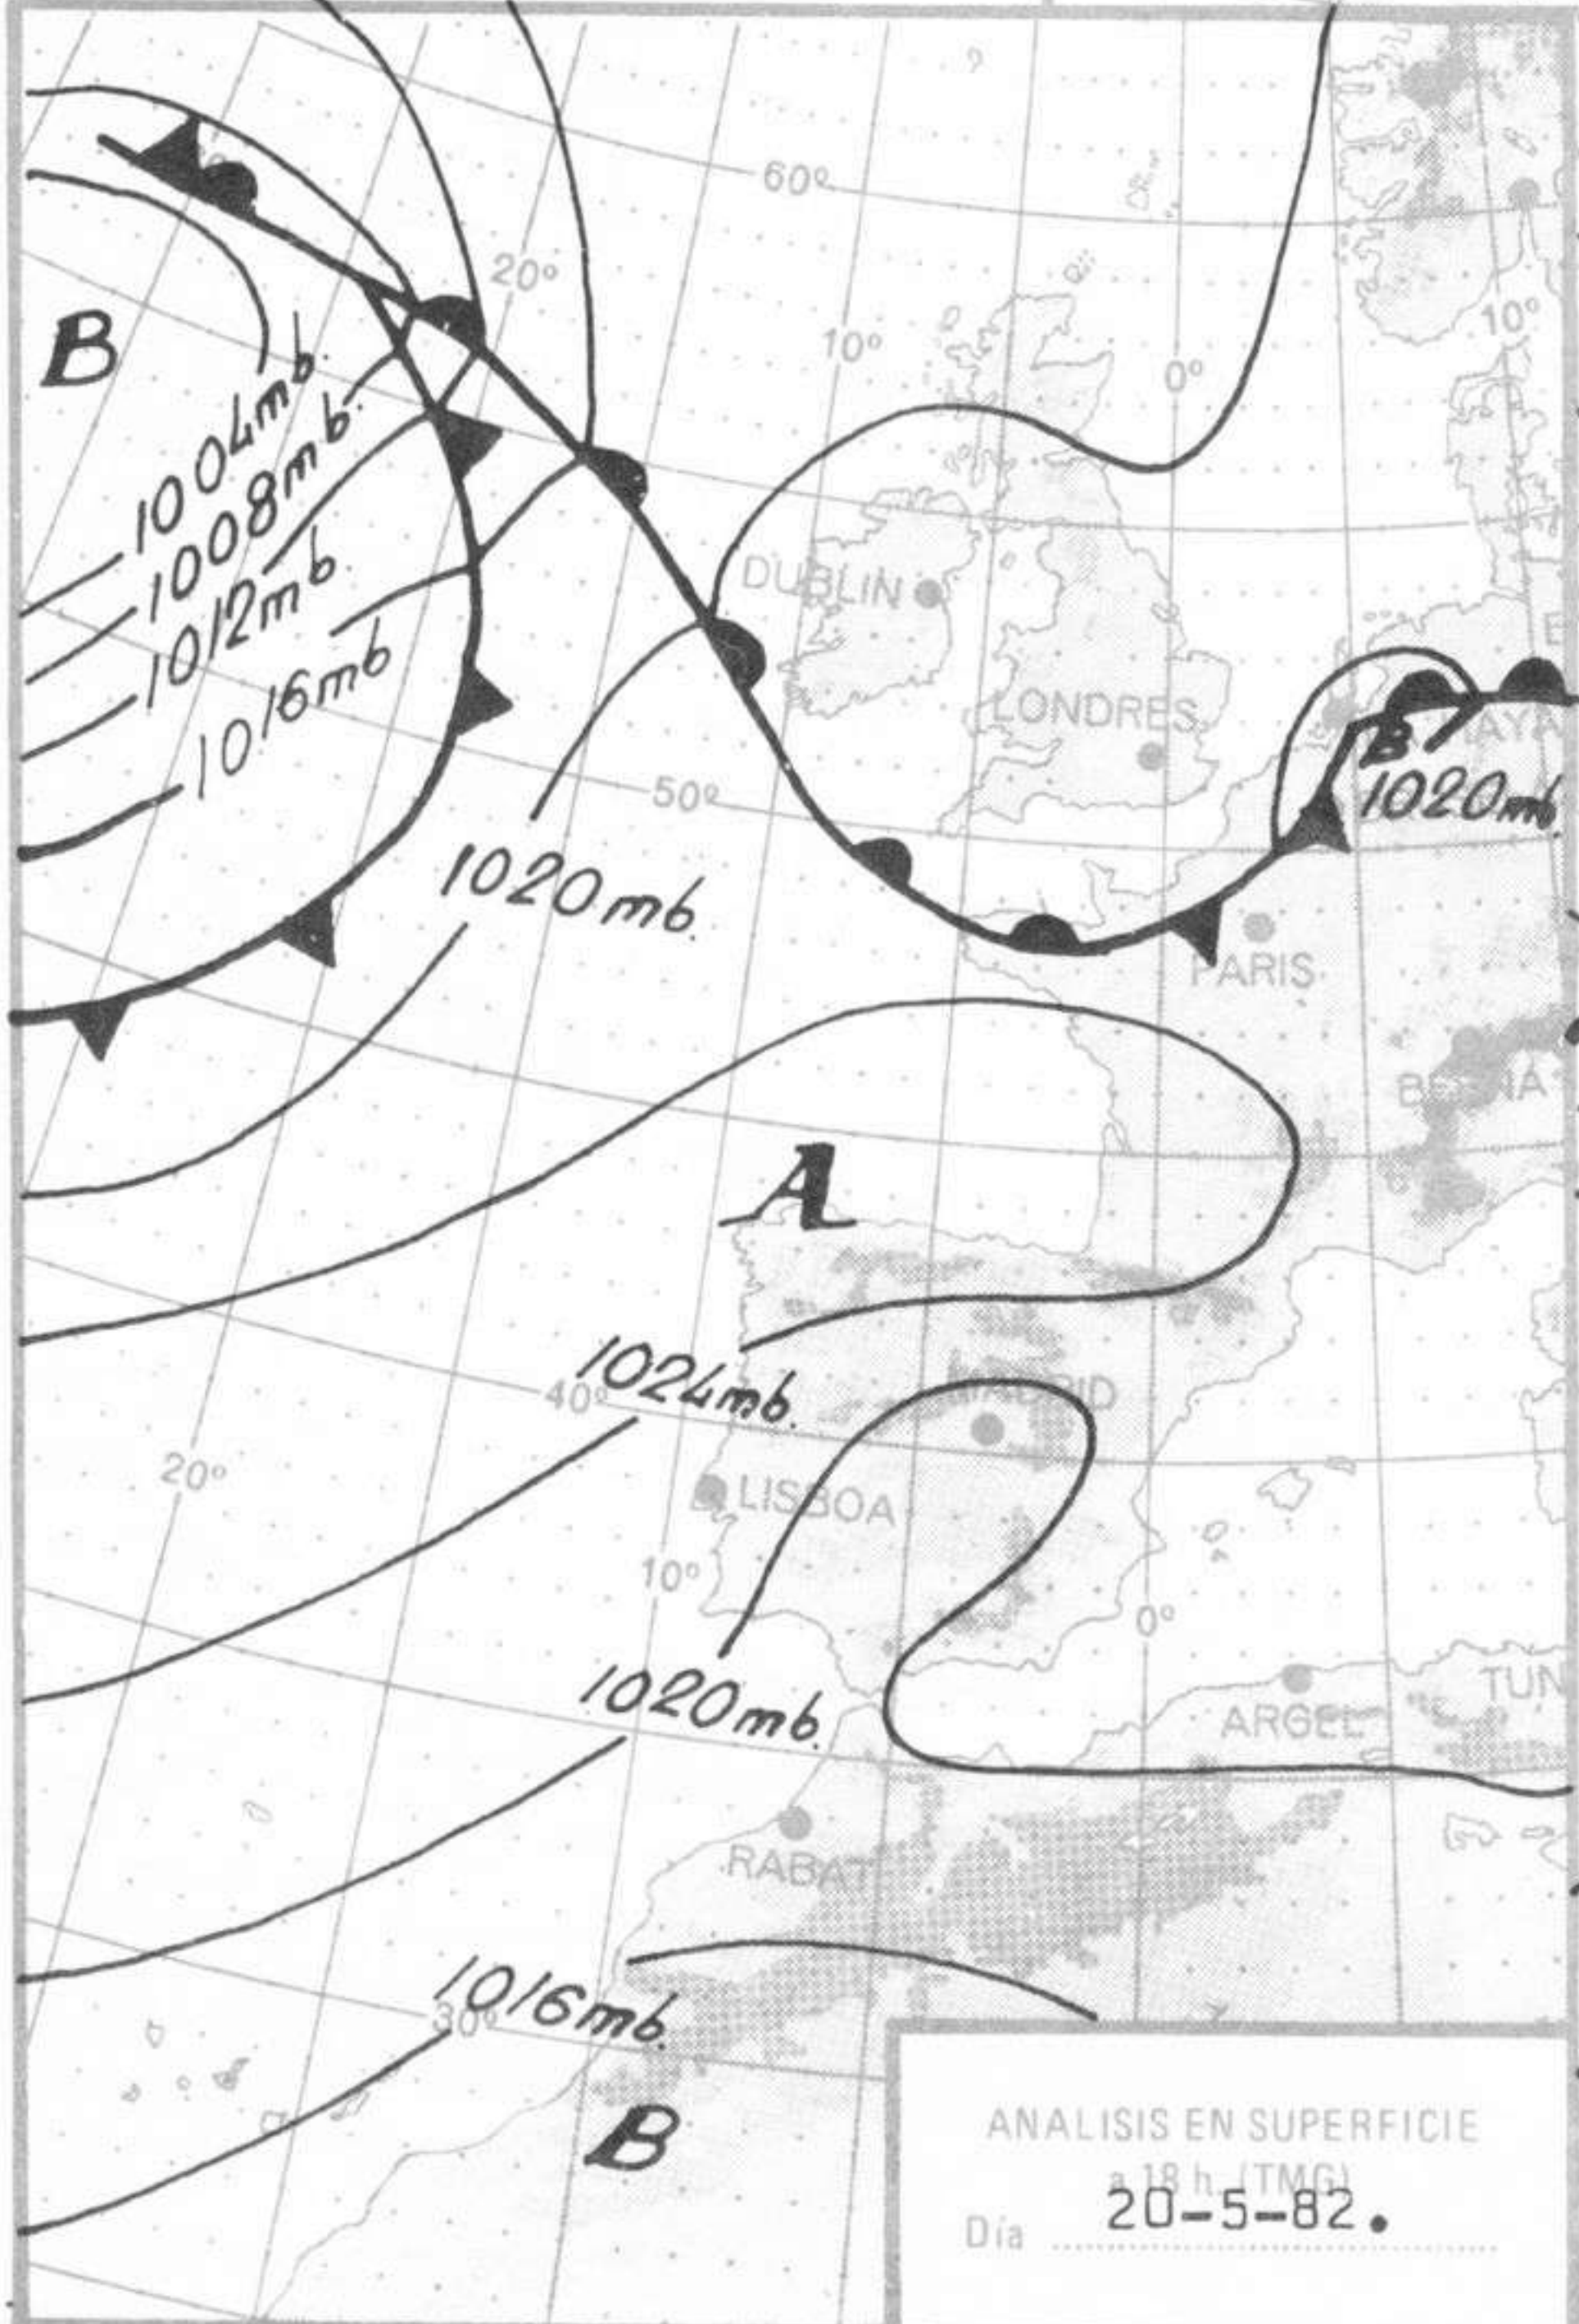 60º
20º
10º
0º
10º
B
1004mb.
1008mb.
1012mb.
1016mb
DUBLIN
LONDRES
B
1020mb.
50º
1020mb.
PARIS
A
1024mb.
40º
MADRID
20º
LISBOA
10º
0º
1020mb.
ARGEL
TUN
RABAT
1016mb.
30º
B
ANALISIS EN SUPERFICIE
a 18 h. (TMG)
Día 20-5-82.